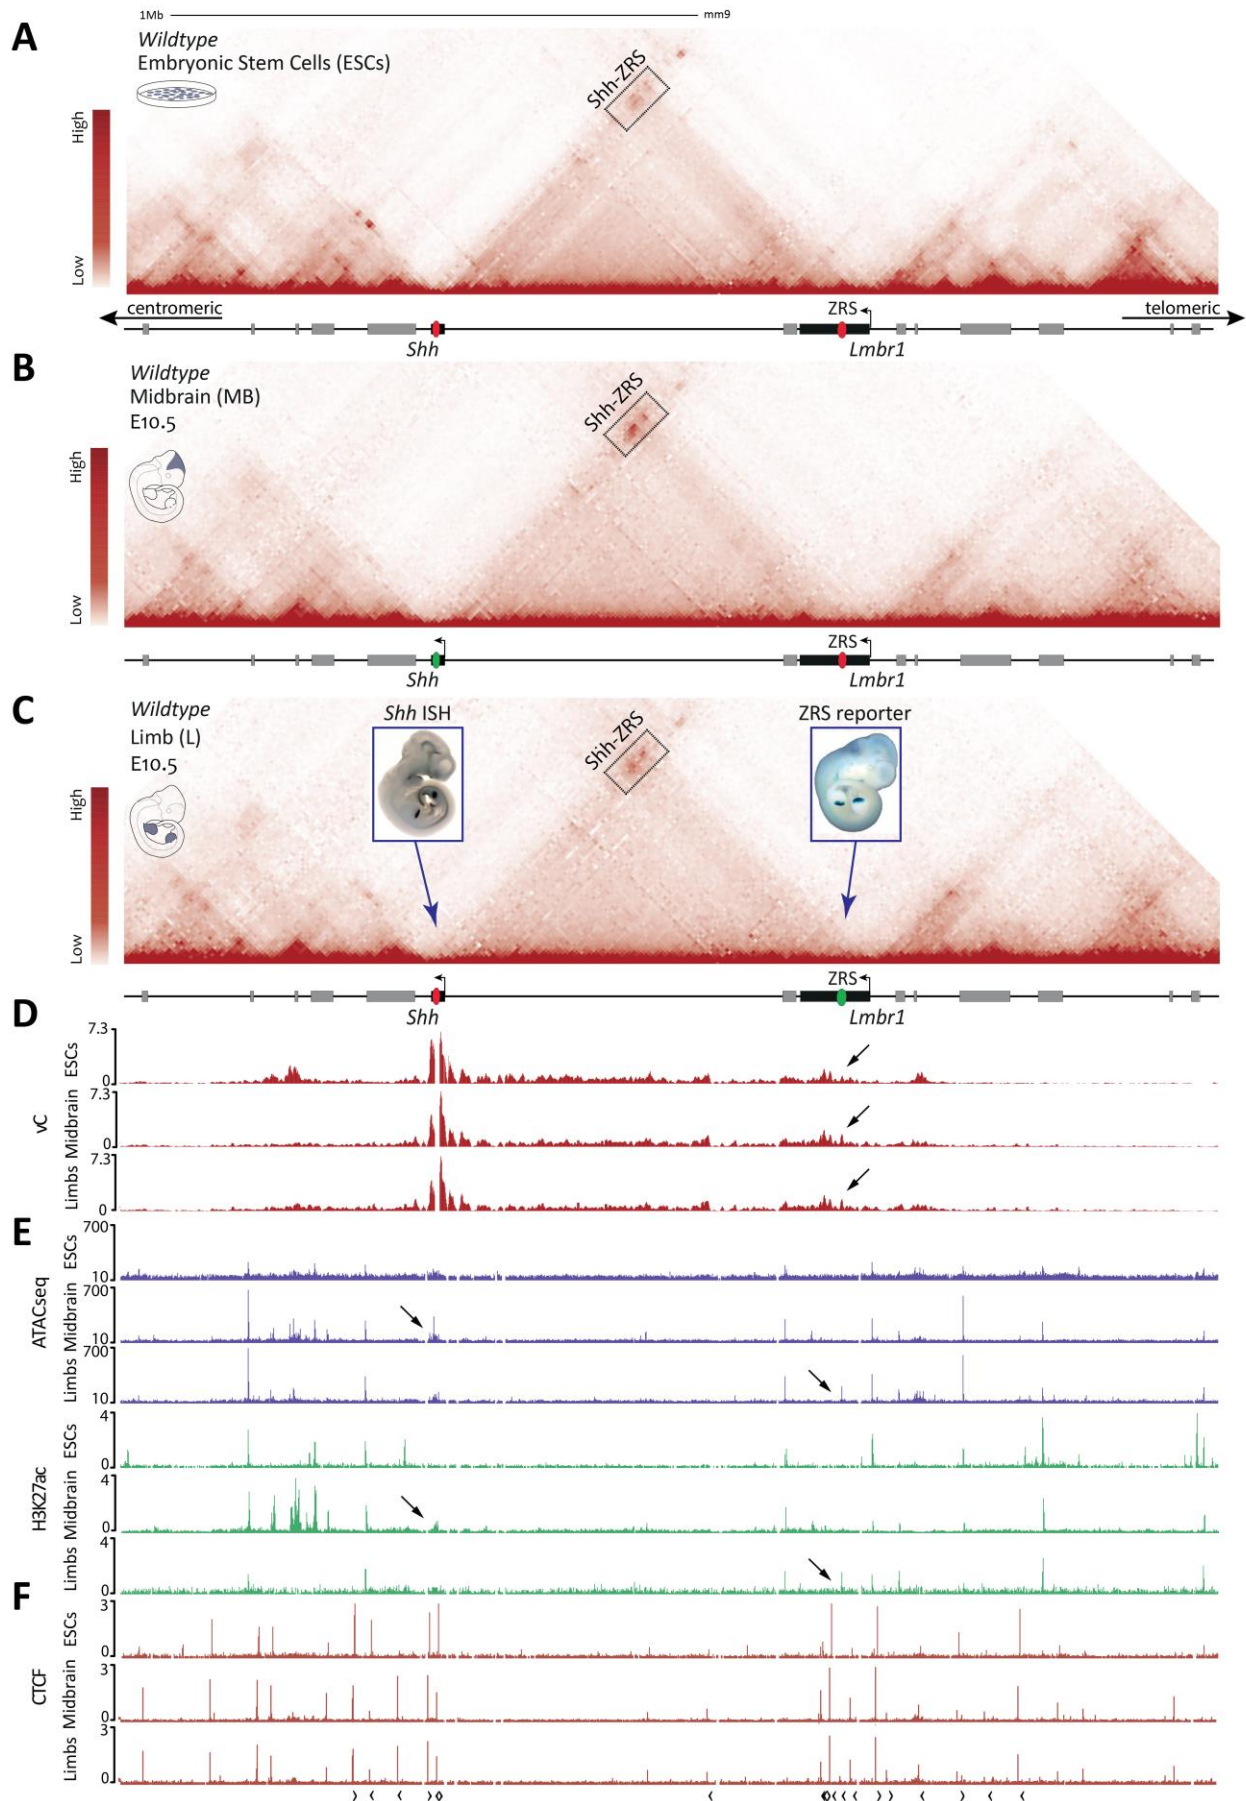 1Mb mm9
A
Wildtype
Embryonic Stem Cells (ESCs)
Shh-ZRS
High
Low
centromeric
ZRS
telomeric
Shh
Lmbr1
B
Wildtype
Midbrain (MB)
E10.5
Shh-ZRS
High
Low
ZRS
Shh
Lmbr1
C
Wildtype
Limb (L)
E10.5
Shh ISH
Shh-ZRS
ZRS reporter
High
Low
ZRS
Shh
Lmbr1
D
vC
7.3
0
ESCs
7.3
0
Midbrain
7.3
0
Limbs
E
ATACseq
700
10
ESCs
700
10
Midbrain
700
10
Limbs
H3K27ac
4
0
ESCs
4
0
Midbrain
4
0
Limbs
F
CTCF
3
0
ESCs
3
0
Midbrain
3
0
Limbs